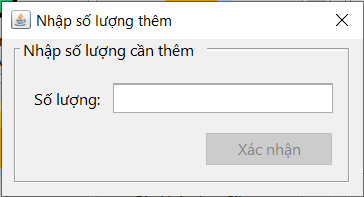 Nhập số lượng thêm
Nhập số lượng cần thêm
Số lượng:
Xác nhận